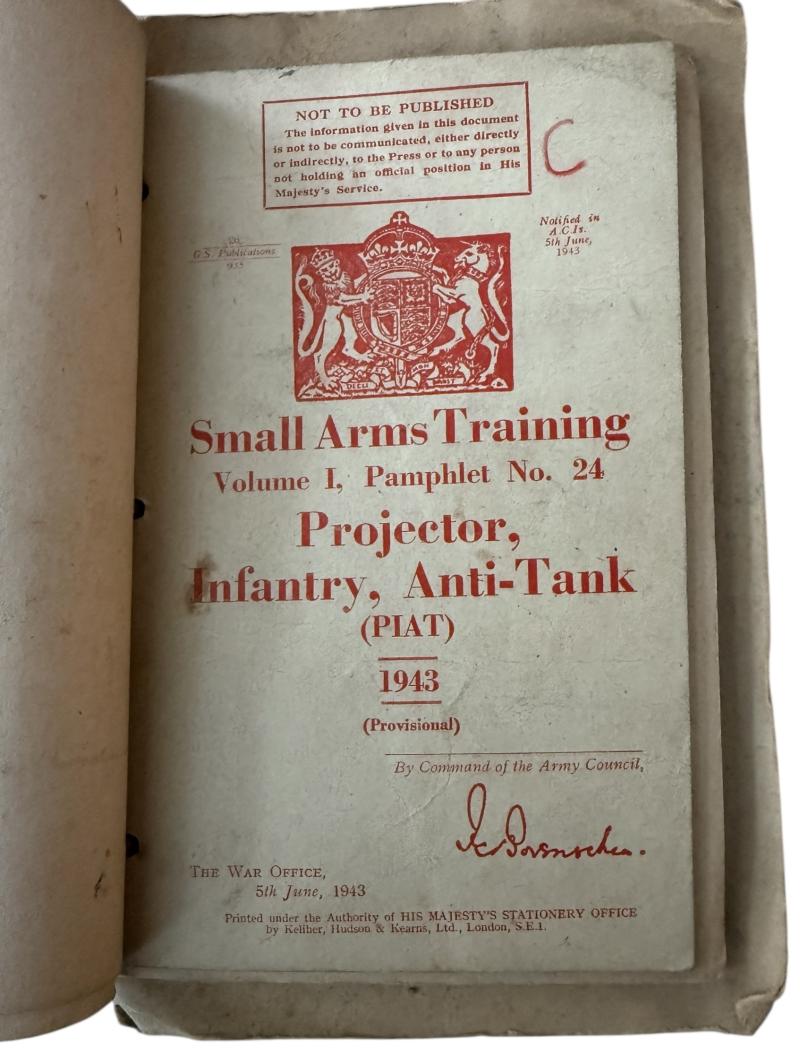 NOT TO BE PUBLISHED
The information given in this document
is not to be communicated, either directly
or indirectly, to the Press or to any person
not holding an official position in His
Majesty's Service.
C
G.S. Publications
Notified in
A.C.Is.
5th June,
1943
Small Arms Training
Volume I, Pamphlet No. 24
Projector,
Infantry, Anti-Tank
(PIAT)
1943
(Provisional)
By Command of the Army Council,
THE WAR OFFICE,
5th June, 1943
Printed under the Authority of HIS MAJESTY'S STATIONERY OFFICE
by Keliher, Hudson & Kearns, Ltd., London, S.E.1.